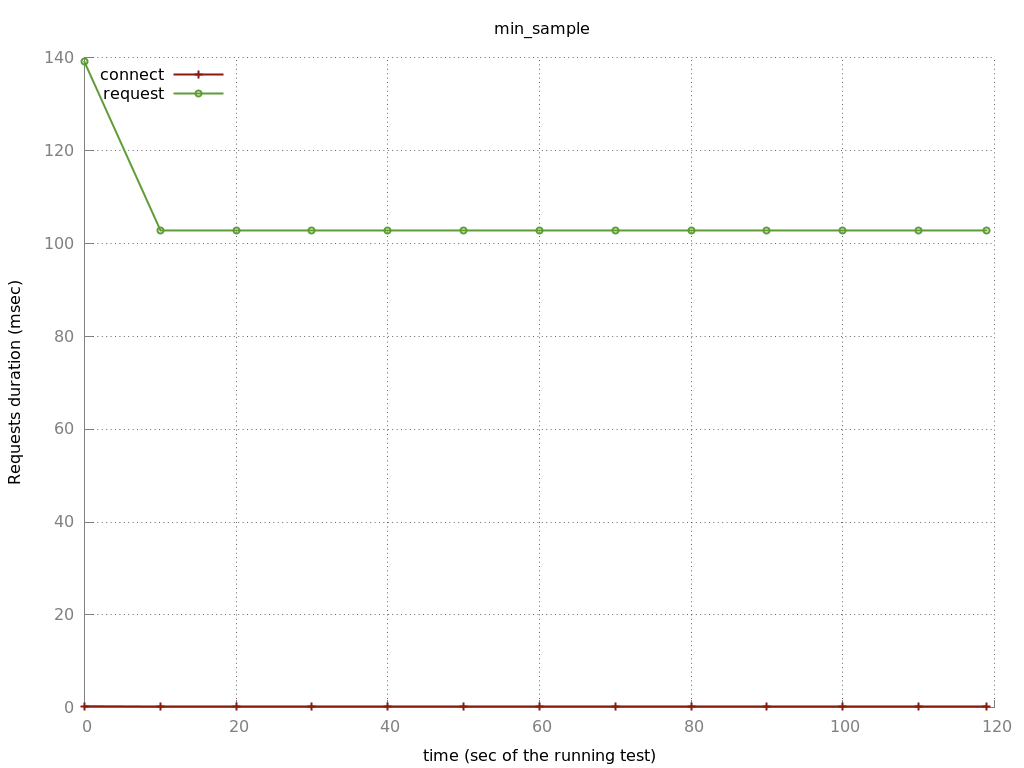 min_sample
connect
request
140
120
100
80
60
40
20
0
Requests duration (msec)
0 20 40 60 80 100 120
time (sec of the running test)